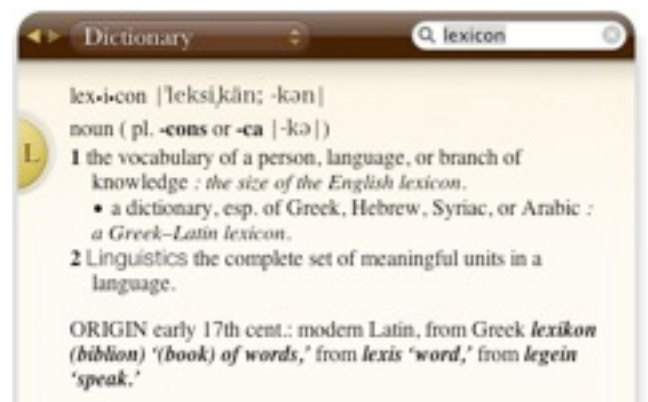 Dictionary
lexicon
lex•i•con |ˈleksiˌkän; -kən|
noun ( pl. -cons or -ca |-kə|)
L
1 the vocabulary of a person, language, or branch of
knowledge : the size of the English lexicon.
• a dictionary, esp. of Greek, Hebrew, Syriac, or Arabic :
a Greek–Latin lexicon.
2 Linguistics the complete set of meaningful units in a
language.
ORIGIN early 17th cent.: modern Latin, from Greek lexikon
(biblion) ‘(book) of words,’ from lexis ‘word,’ from legein
‘speak.’